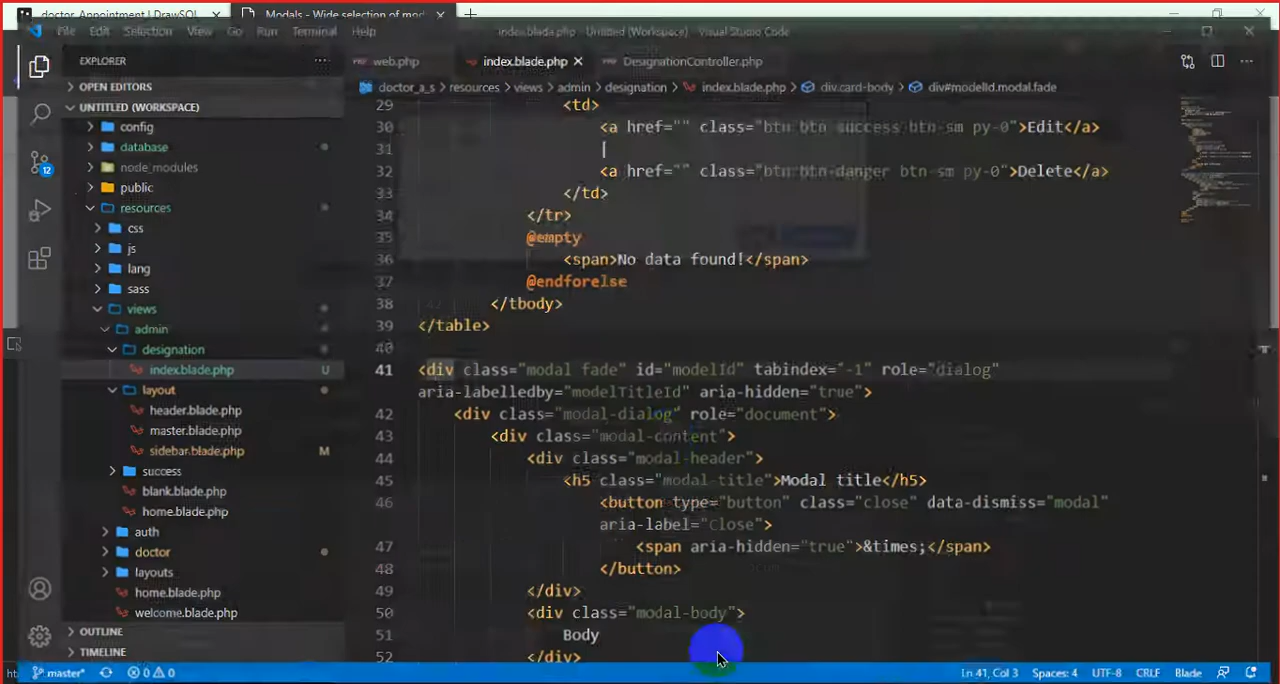 doctor_Appointment | DrawSQL
Modals - Wide selection of mod
File Edit Selection View Go Run Terminal Help
index.blade.php - Untitled (Workspace) - Visual Studio Code
EXPLORER
web.php
index.blade.php
DesignationController.php
OPEN EDITORS
doctor_a_s > resources > views > admin > designation > index.blade.php > div.card-body > div#modelId.modal.fade
UNTITLED (WORKSPACE)
config
database
node_modules
public
resources
css
js
lang
sass
views
admin
designation
index.blade.php U
layout
header.blade.php
master.blade.php
sidebar.blade.php M
success
blank.blade.php
home.blade.php
auth
doctor
layouts
home.blade.php
welcome.blade.php
OUTLINE
TIMELINE
12
29 <td>
30 <a href="" class="btn btn-success btn-sm py-0">Edit</a>
31 |
32 <a href="" class="btn btn-danger btn-sm py-0">Delete</a>
33 </td>
34 </tr>
35 @empty
36 <span>No data found!</span>
37 @endforelse
38 </tbody>
39 </table>
40
41 <div class="modal fade" id="modelId" tabindex="-1" role="dialog"
aria-labelledby="modelTitleId" aria-hidden="true">
42 <div class="modal-dialog" role="document">
43 <div class="modal-content">
44 <div class="modal-header">
45 <h5 class="modal-title">Modal title</h5>
46 <button type="button" class="close" data-dismiss="modal"
aria-label="Close">
47 <span aria-hidden="true">&times;</span>
48 </button>
49 </div>
50 <div class="modal-body">
51 Body
52 </div>
master* 0 0
Ln 41, Col 3 Spaces: 4 UTF-8 CRLF Blade